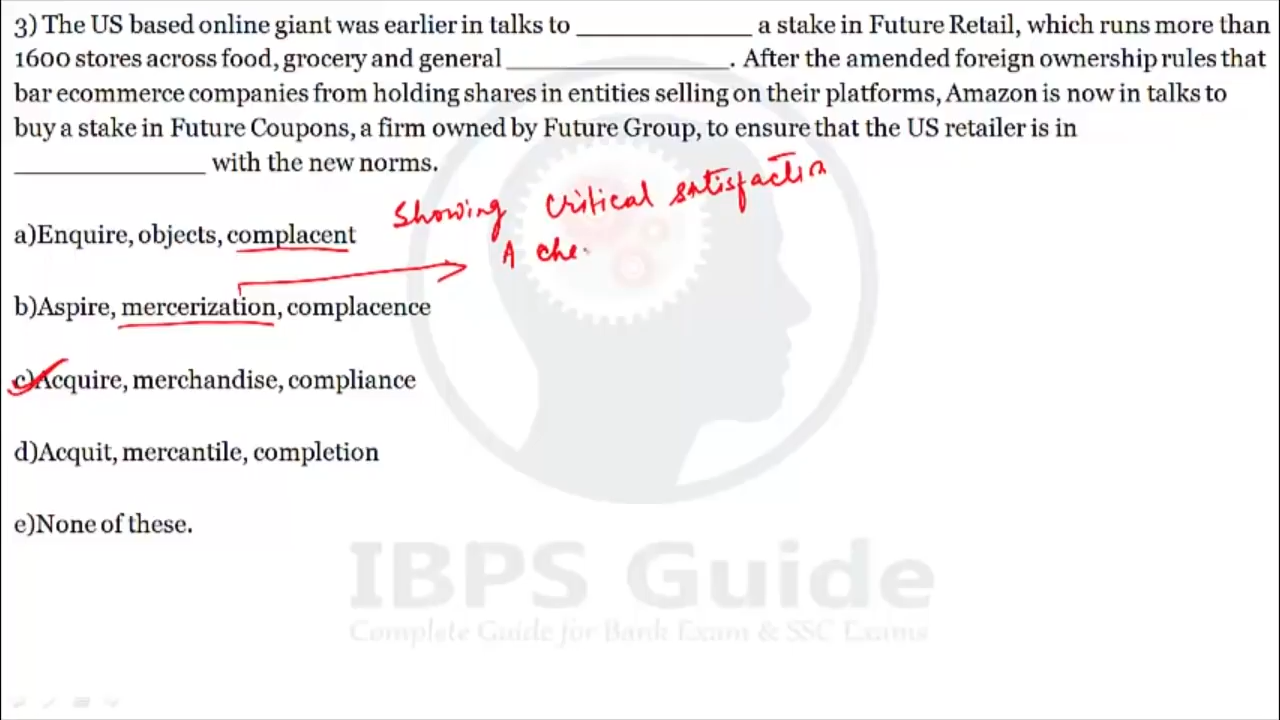 3) The US based online giant was earlier in talks to _____________ a stake in Future Retail, which runs more than
1600 stores across food, grocery and general _________________. After the amended foreign ownership rules that
bar ecommerce companies from holding shares in entities selling on their platforms, Amazon is now in talks to
buy a stake in Future Coupons, a firm owned by Future Group, to ensure that the US retailer is in
______________ with the new norms.
Showing critical satisfaction
a)Enquire, objects, complacent
A che
b)Aspire, mercerization, complacence
c)Acquire, merchandise, compliance
d)Acquit, mercantile, completion
e)None of these.
IBPS Guide
Complete Guide for Bank Exam & SSC Exams